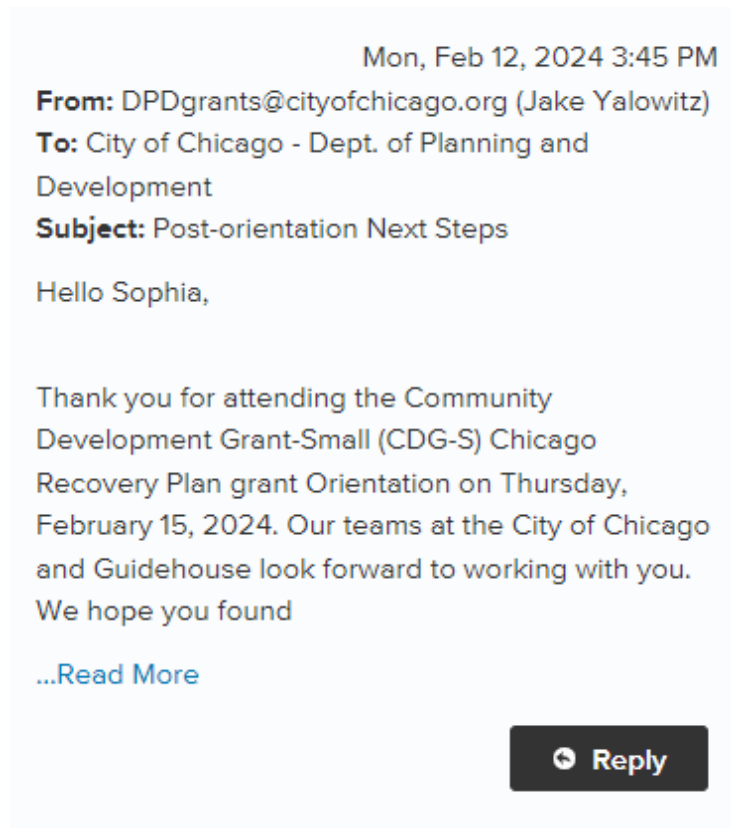 Mon, Feb 12, 2024 3:45 PM
From: DPDgrants@cityofchicago.org (Jake Yalowitz)
To: City of Chicago - Dept. of Planning and
Development
Subject: Post-orientation Next Steps
Hello Sophia,
Thank you for attending the Community
Development Grant-Small (CDG-S) Chicago
Recovery Plan grant Orientation on Thursday,
February 15, 2024. Our teams at the City of Chicago
and Guidehouse look forward to working with you.
We hope you found
...Read More
Reply